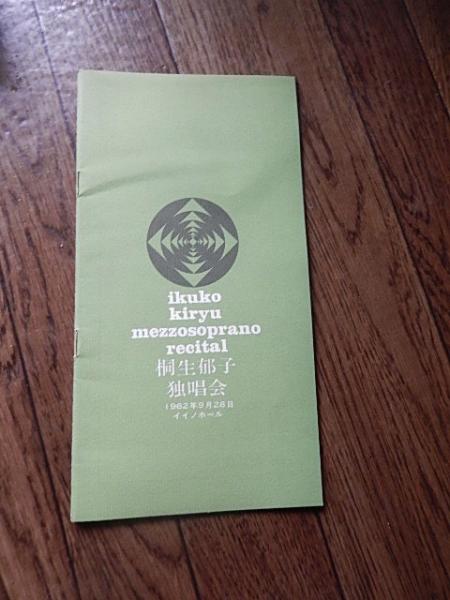 ikuko
kiryu
mezzosoprano
recital
桐生郁子
独唱会
1962年9月26日
イイノホール